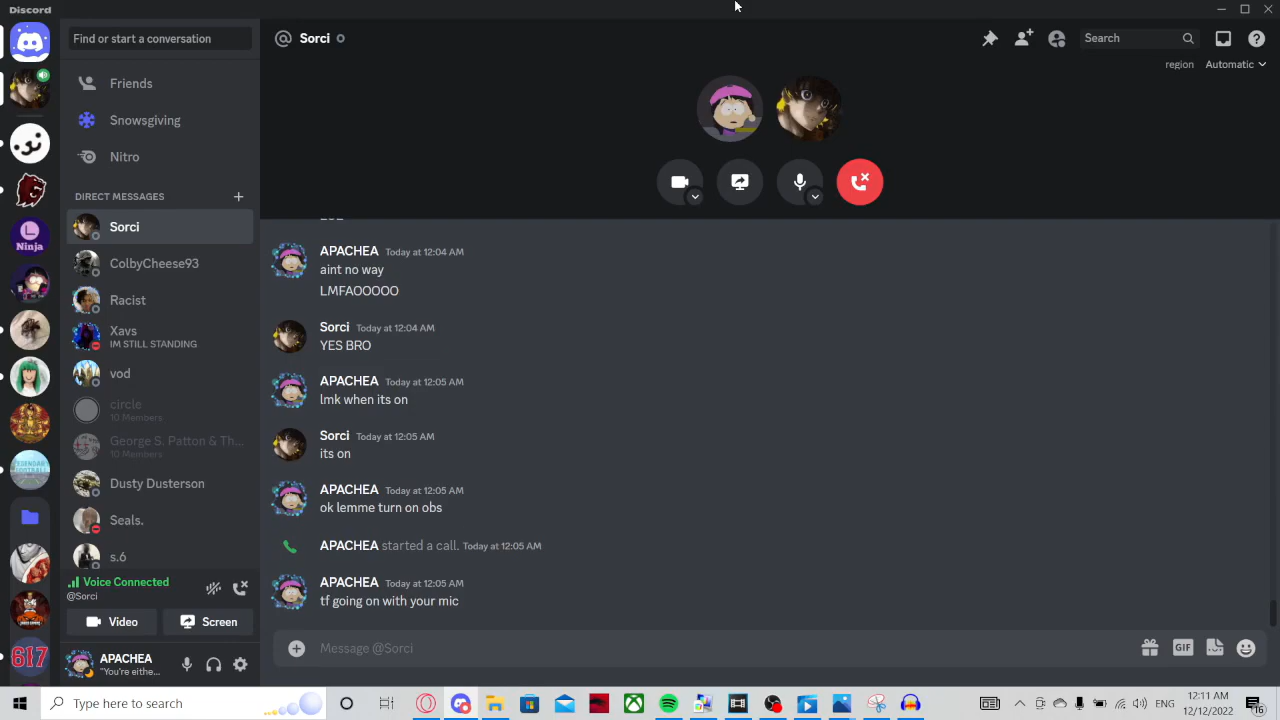 Discord
Find or start a conversation
Sorci
Search
region Automatic
Friends
Snowsgiving
Nitro
DIRECT MESSAGES
Sorci
ColbyCheese93
Racist
Xavs
IM STILL STANDING
vod
circle
10 Members
George S. Patton & Th...
10 Members
Dusty Dusterson
Seals.
s.6
Ninja
617
Voice Connected
@Sorci
Video
Screen
APACHEA
"You're eithe...
APACHEA Today at 12:04 AM
aint no way
LMFAOOOOO
Sorci Today at 12:04 AM
YES BRO
APACHEA Today at 12:05 AM
lmk when its on
Sorci Today at 12:05 AM
its on
APACHEA Today at 12:05 AM
ok lemme turn on obs
APACHEA started a call. Today at 12:05 AM
APACHEA Today at 12:05 AM
tf going on with your mic
Message @Sorci
GIF
Type here to search
ENG
12:11 AM
12/12/2022
16